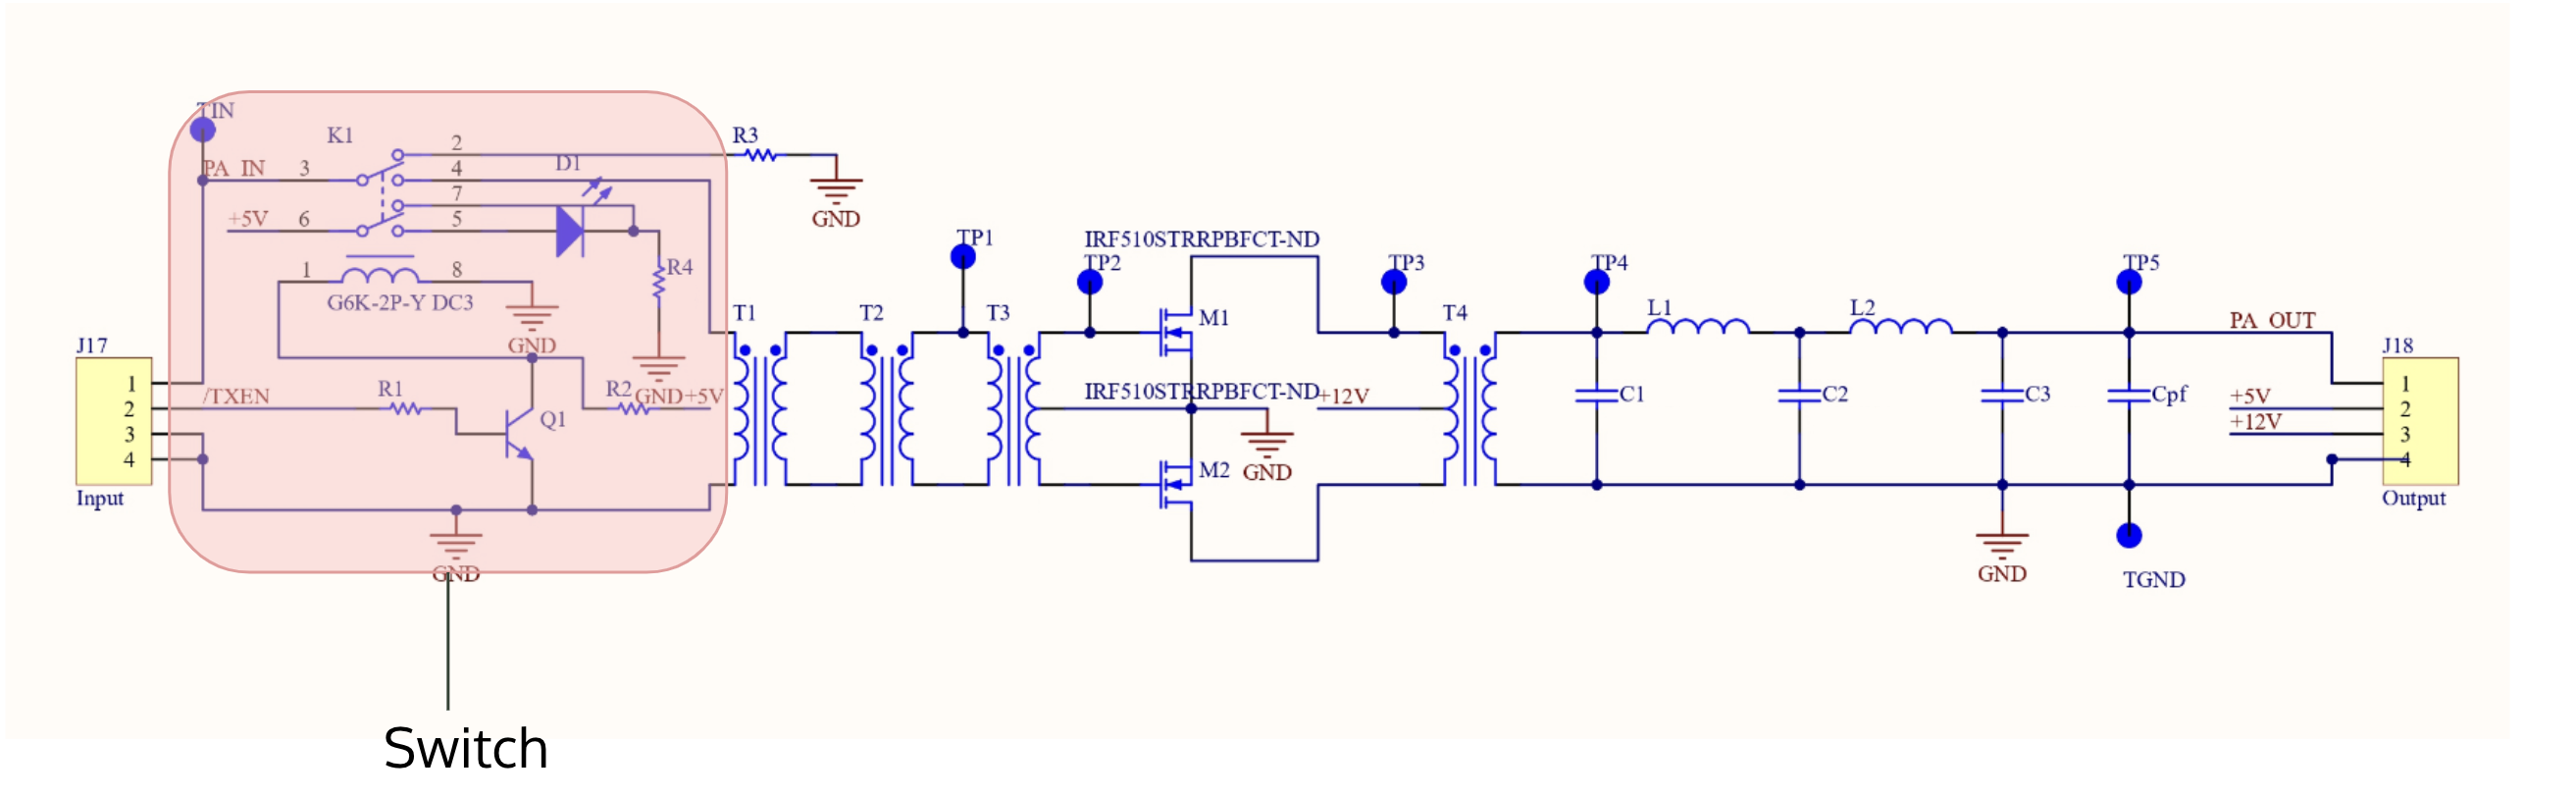 TIN
K1
2
D1
R3
PA_IN
3
4
7
+5V
6
5
GND
TP1
IRF510STRRPBFCT-ND
TP2
TP3
TP4
TP5
1
8
R4
G6K-2P-Y DC3
T1
T2
T3
M1
T4
L1
L2
PA_OUT
GND
J17
J18
1
/TXEN
R1
R2
GND
+5V
IRF510STRRPBFCT-ND
+12V
C1
C2
C3
Cpf
+5V
1
2
2
+12V
3
Q1
3
4
M2
GND
4
Input
Output
GND
GND
TGND
Switch